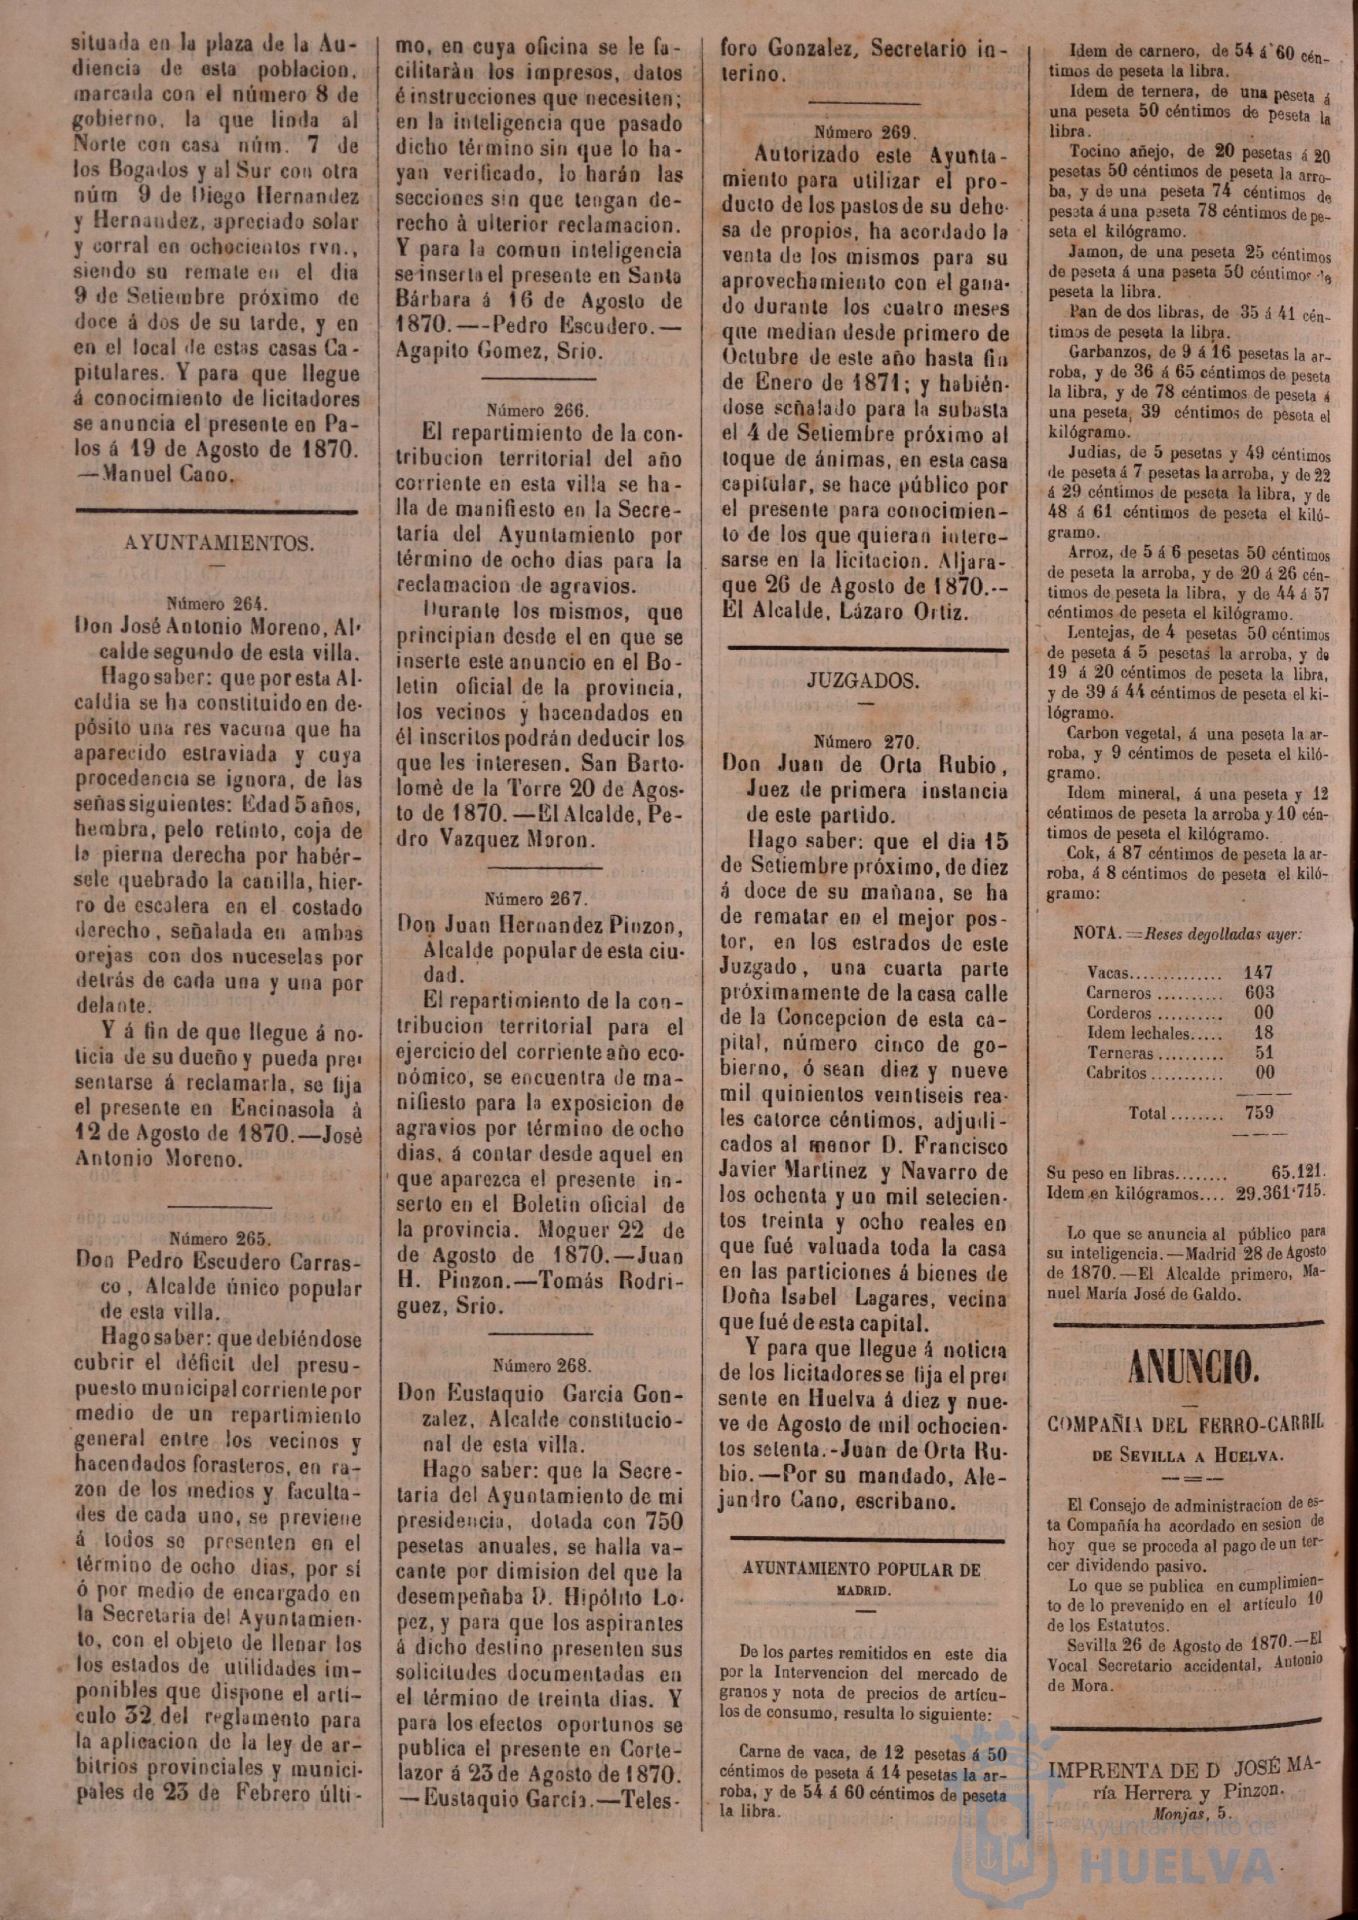 situada en la plaza de la Au-
diencia de esta poblacion,
marcada con el número 8 de
gobierno, la que linda al
Norte con casa núm. 7 de
los Bogados y al Sur con otra
núm 9 de Diego Hernandez
y Hernandez, apreciado solar
y corral en ochocientos rvn.,
siendo su remate en el dia
9 de Setiembre próximo de
doce á dos de su tarde, y en
en el local de estas casas Ca-
pitulares. Y para que llegue
á conocimiento de licitadores
se anuncia el presente en Pa-
los á 19 de Agosto de 1870.
—Manuel Cano.
AYUNTAMIENTOS.
Número 264.
Don José Antonio Moreno, Al-
calde segundo de esta villa.
Hago saber: que por esta Al-
caldia se ha constituido en de-
pósito una res vacuna que ha
aparecido estraviada y cuya
procedencia se ignora, de las
señas siguientes: Edad 5 años,
hembra, pelo retinto, coja de
la pierna derecha por habér-
sele quebrado la canilla, hier-
ro de escalera en el costado
derecho, señalada en ambas
orejas con dos nuceselas por
detrás de cada una y una por
delante.
Y á fin de que llegue á no-
ticia de su dueño y pueda pre-
sentarse á reclamarla, se fija
el presente en Encinasola à
12 de Agosto de 1870.—Josè
Antonio Moreno.
Número 265.
Don Pedro Escudero Carras-
co, Alcalde único popular
de esta villa.
Hago saber: que debiéndose
cubrir el déficit del presu-
puesto municipal corriente por
medio de un repartimiento
general entre los vecinos y
hacendados forasteros, en ra-
zon de los medios y faculta-
des de cada uno, se previene
á todos se presenten en el
término de ocho dias, por sí
ó por medio de encargado en
la Secretaría del Ayuntamien-
to, con el objeto de llenar los
los estados de utilidades im-
ponibles que dispone el artí-
culo 32 del reglamento para
la aplicacion de la ley de ar-
bitrios provinciales y munici-
pales de 23 de Febrero últi-
mo, en cuya oficina se le fa-
cilitaràn los impresos, datos
é instrucciones que necesiten;
en la inteligencia que pasado
dicho término sin que lo ha-
yan verificado, lo harán las
secciones sin que tengan de-
recho à ulterior reclamacion.
Y para la comun inteligencia
se inserta el presente en Santa
Bárbara á 16 de Agosto de
1870.—-Pedro Escudero.—
Agapito Gomez, Srio.
Número 266.
El repartimiento de la con-
tribucion territorial del año
corriente en esta villa se ha-
lla de manifiesto en la Secre-
taría del Ayuntamiento por
término de ocho dias para la
reclamacion de agravios.
Durante los mismos, que
principian desde el en que se
inserte este anuncio en el Bo-
letin oficial de la provincia,
los vecinos y hacendados en
él inscritos podrán deducir los
que les interesen. San Barto-
lomè de la Torre 20 de Agos-
to de 1870.—El Alcalde, Pe-
dro Vazquez Moron.
Número 267.
Don Juan Hernandez Pinzon,
Alcalde popular de esta ciu-
dad.
El repartimiento de la con-
tribucion territorial para el
ejercicio del corriente año eco-
nómico, se encuentra de ma-
nifiesto para la exposicion de
agravios por término de ocho
dias, á contar desde aquel en
que aparezca el presente in-
serto en el Boletin oficial de
la provincia. Moguer 22 de
de Agosto de 1870.—Juan
H. Pinzon.—Tomás Rodri-
guez, Srio.
Número 268.
Don Eustaquio Garcia Gon-
zalez, Alcalde constitucio-
nal de esta villa.
Hago saber: que la Secre-
taria del Ayuntamiento de mi
presidencia, dotada con 750
pesetas anuales, se halla va-
cante por dimision del que la
desempeñaba D. Hipólito Lo-
pez, y para que los aspirantes
á dicho destino presenten sus
solicitudes documentadas en
el término de treinta dias. Y
para los efectos oportunos se
publica el presente en Corte-
lazor á 23 de Agosto de 1870.
—Eustaquio García.—Teles-
foro Gonzalez, Secretario in-
terino.
Número 269.
Autorizado este Ayunta-
miento para utilizar el pro-
ducto de los pastos de su dehe-
sa de propios, ha acordado la
venta de los mismos para su
aprovechamiento con el gana-
do durante los cuatro meses
que median desde primero de
Octubre de este año hasta fin
de Enero de 1871; y habién-
dose señalado para la subasta
el 4 de Setiembre próximo al
toque de ánimas, en esta casa
capitular, se hace público por
el presente para conocimien-
to de los que quieran intere-
sarse en la licitacion. Aljara-
que 26 de Agosto de 1870.--
El Alcalde, Lázaro Ortiz.
JUZGADOS.
Número 270.
Don Juan de Orta Rubio,
Juez de primera instancia
de este partido.
Hago saber: que el dia 15
de Setiembre próximo, de diez
á doce de su mañana, se ha
de rematar en el mejor pos-
tor, en los estrados de este
Juzgado, una cuarta parte
próximamente de la casa calle
de la Concepcion de esta ca-
pital, número cinco de go-
bierno, ó sean diez y nueve
mil quinientos veintiseis rea-
les catorce céntimos, adjudi-
cados al menor D. Francisco
Javier Martinez y Navarro de
los ochenta y un mil setecien-
tos treinta y ocho reales en
que fué valuada toda la casa
en las particiones á bienes de
Doña Isabel Lagares, vecina
que fué de esta capital.
Y para que llegue á noticia
de los licitadores se fija el pre-
sente en Huelva á diez y nue-
ve de Agosto de mil ochocien-
tos setenta.-Juan de Orta Ru-
bio.—Por su mandado, Ale-
jandro Cano, escribano.
AYUNTAMIENTO POPULAR DE
MADRID.
De los partes remitidos en este dia
por la Intervencion del mercado de
granos y nota de precios de artícu-
los de consumo, resulta lo siguiente:
Carne de vaca, de 12 pesetas á 50
céntimos de peseta á 14 pesetas la ar-
roba, y de 54 á 60 céntimos de peseta
la libra.
Idem de carnero, de 54 á 60 cén-
timos de peseta la libra.
Idem de ternera, de una peseta á
una peseta 50 céntimos de peseta la
libra.
Tocino añejo, de 20 pesetas á 20
pesetas 50 céntimos de peseta la arro-
ba, y de una peseta 74 céntimos de
peseta á una peseta 78 céntimos de pe-
seta el kilógramo.
Jamon, de una peseta 25 céntimos
de peseta á una peseta 50 céntimos de
peseta la libra.
Pan de dos libras, de 35 á 41 cén-
timos de peseta la libra.
Garbanzos, de 9 á 16 pesetas la ar-
roba, y de 36 á 65 céntimos de peseta
la libra, y de 78 céntimos de peseta á
una peseta, 39 céntimos de peseta el
kilógramo.
Judias, de 5 pesetas y 49 céntimos
de peseta á 7 pesetas la arroba, y de 22
á 29 céntimos de peseta la libra, y de
48 á 61 céntimos de peseta el kiló-
gramo.
Arroz, de 5 á 6 pesetas 50 céntimos
de peseta la arroba, y de 20 á 26 cén-
timos de peseta la libra, y de 44 á 57
céntimos de peseta el kilógramo.
Lentejas, de 4 pesetas 50 céntimos
de peseta á 5 pesetas la arroba, y de
19 á 20 céntimos de peseta la libra,
y de 39 á 44 céntimos de peseta el ki-
lógramo.
Carbon vegetal, á una peseta la ar-
roba, y 9 céntimos de peseta el kiló-
gramo.
Idem mineral, á una peseta y 12
céntimos de peseta la arroba y 10 cén-
timos de peseta el kilógramo.
Cok, á 87 céntimos de peseta la ar-
roba, á 8 céntimos de peseta el kiló-
gramo:
NOTA.—Reses degolladas ayer:
Vacas.............. 147
Carneros .......... 603
Corderos .......... 00
Idem lechales..... 18
Terneras .......... 51
Cabritos ........... 00
Total ........ 759
Su peso en libras........ 65.121.
Idem en kilógramos.... 29.361'715.
Lo que se anuncia al público para
su inteligencia.—Madrid 28 de Agosto
de 1870.—El Alcalde primero, Ma-
nuel María José de Galdo.
ANUNCIO.
COMPAÑIA DEL FERRO-CARRIL
DE SEVILLA A HUELVA.
El Consejo de administracion de es-
ta Compañía ha acordado en sesion de
hoy que se proceda al pago de un ter-
cer dividendo pasivo.
Lo que se publica en cumplimien-
to de lo prevenido en el artículo 10
de los Estatutos.
Sevilla 26 de Agosto de 1870.—El
Vocal Secretario accidental, Antonio
de Mora.
IMPRENTA DE D JOSÉ MA-
ría Herrera y Pinzon.
Monjas, 5.
Ayuntamiento de
HUELVA